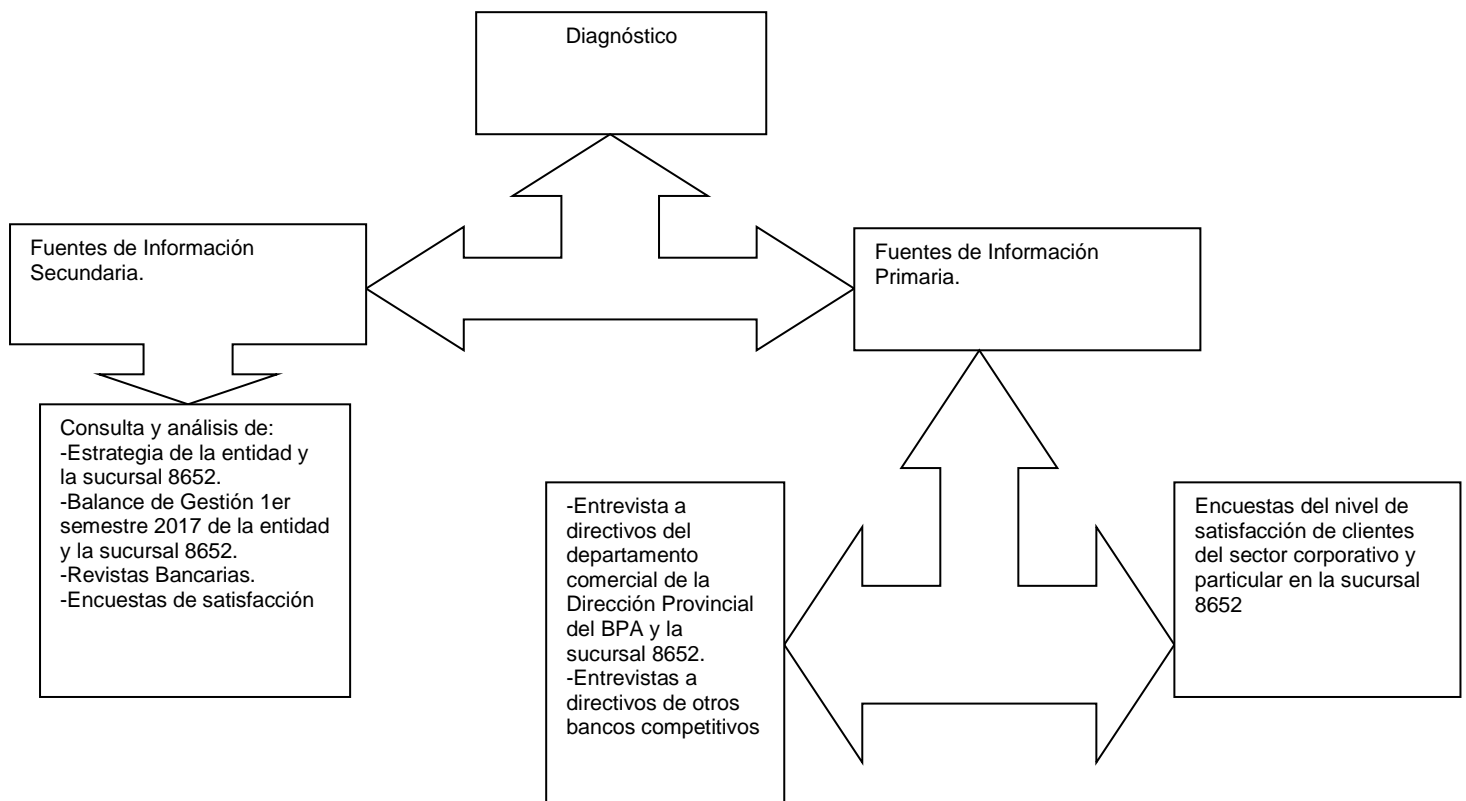 Diagnóstico
Fuentes de Información
Secundaria.
Fuentes de Información
Primaria.
Consulta y análisis de:
-Estrategia de la entidad y
la sucursal 8652.
-Balance de Gestión 1er
semestre 2017 de la entidad
y la sucursal 8652.
-Revistas Bancarias.
-Encuestas de satisfacción
-Entrevista a
directivos del
departamento
comercial de la
Dirección Provincial
del BPA y la
sucursal 8652.
-Entrevistas a
directivos de otros
bancos competitivos
Encuestas del nivel de
satisfacción de clientes
del sector corporativo y
particular en la sucursal
8652